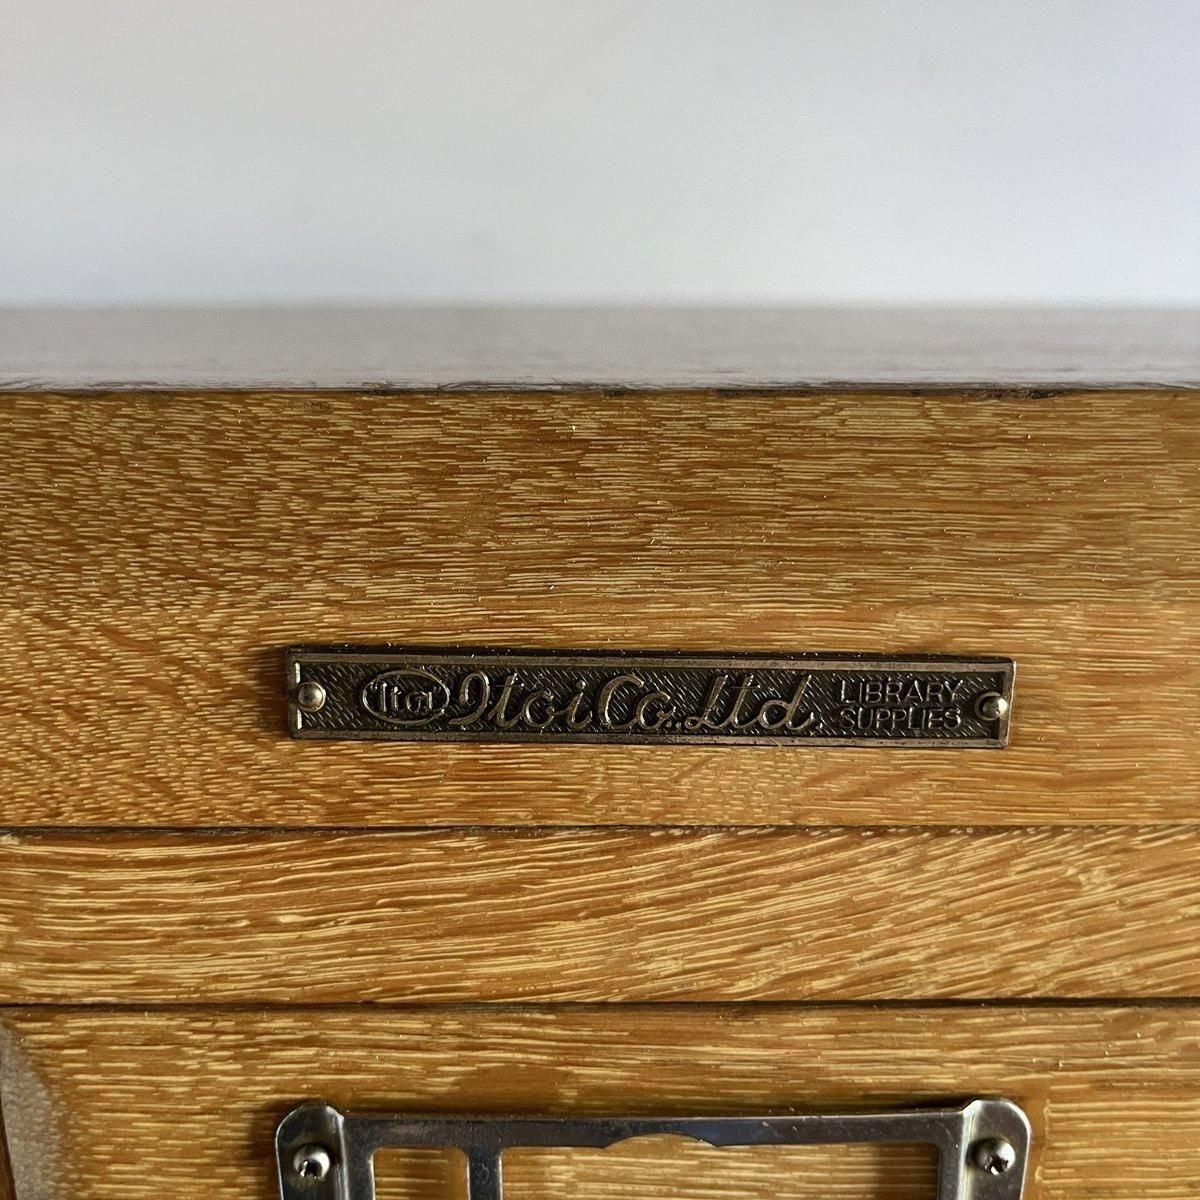 Itoi Co., Ltd. LIBRARY
SUPPLIES